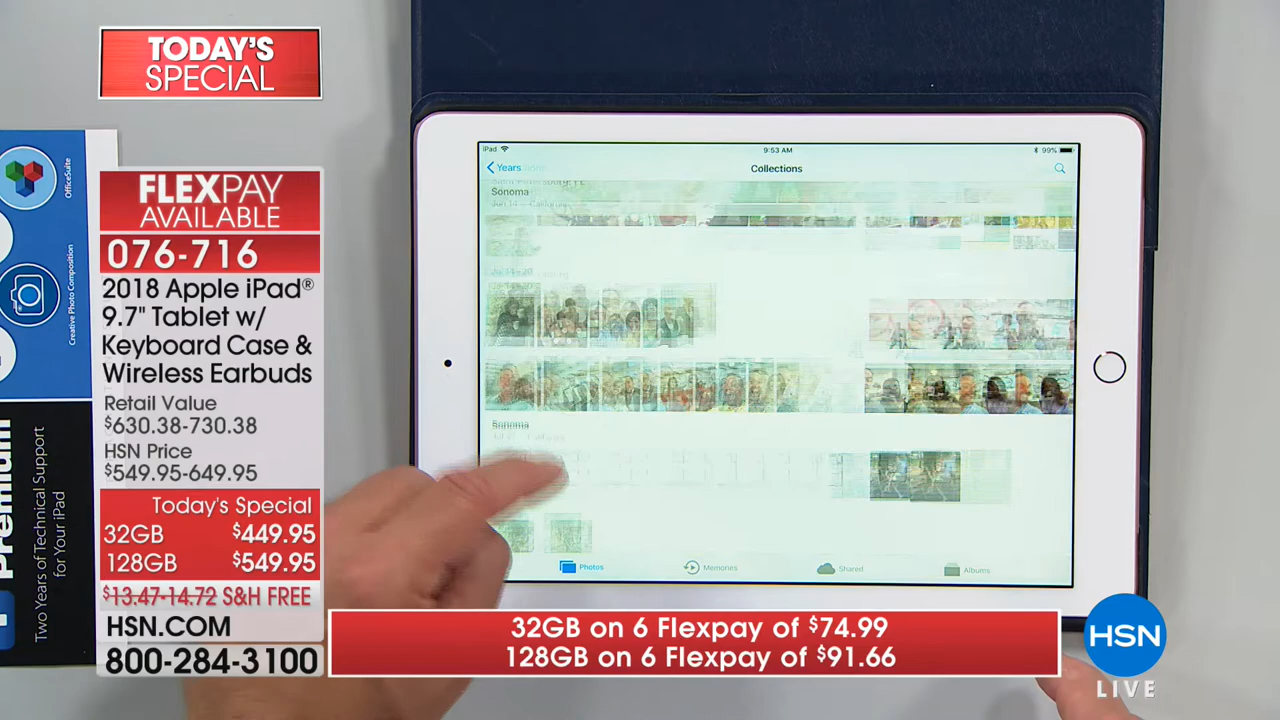 TODAY'S
SPECIAL
FLEXPAY
AVAILABLE
076-716
2018 Apple iPad®
9.7" Tablet w/
Keyboard Case &
Wireless Earbuds
Retail Value
$630.38-730.38
HSN Price
$549.95-649.95
Today's Special
32GB $449.95
128GB $549.95
$13.47-14.72 S&H FREE
HSN.COM
800-284-3100
OfficeSuite
Creative Photo Composition
Premium
Two Years of Technical Support
for Your iPad
iPad 9:53 AM 99%
Years Collections
Sonoma
Sonoma
Photos Memories Shared Albums
32GB on 6 Flexpay of $74.99
128GB on 6 Flexpay of $91.66
HSN
LIVE